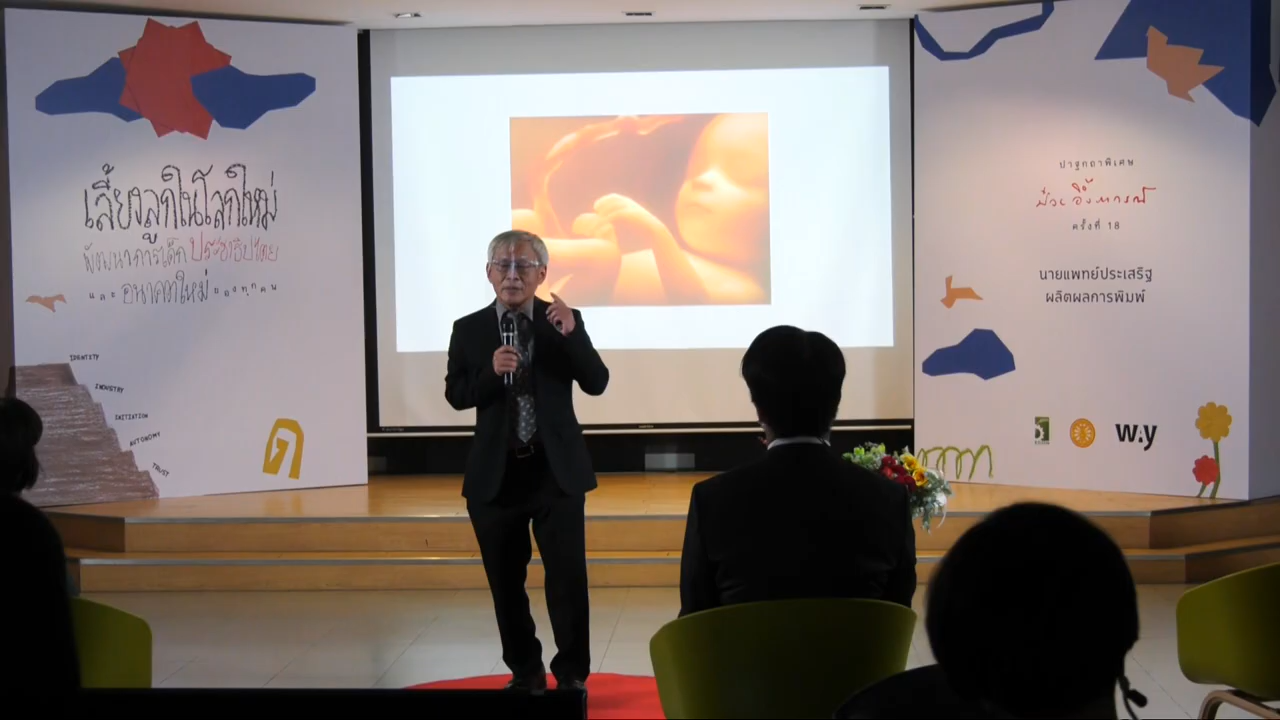 เลี้ยงลูกในโลกใหม่
พัฒนาการเด็ก ประชาธิปไตย
และ อนาคตใหม่ ของทุกคน
IDENTITY
INDUSTRY
INITIATION
AUTONOMY
TRUST
ปาฐกถาพิเศษ
ป๋วย อึ๊งภากรณ์
ครั้งที่ 18
นายแพทย์ประเสริฐ
ผลิตผลการพิมพ์
WAY